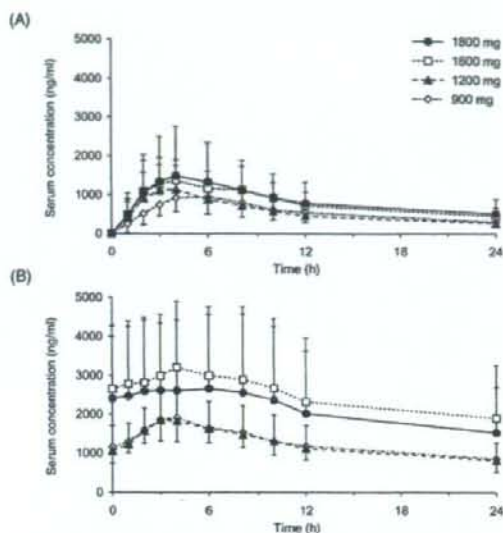 (A)
1800 mg
1600 mg
1200 mg
900 mg
Serum concentration (ng/ml)
5000
4000
3000
2000
1000
0
0
6
12
18
24
Time (h)
(B)
Serum concentration (ng/ml)
5000
4000
3000
2000
1000
0
0
6
12
18
24
Time (h)